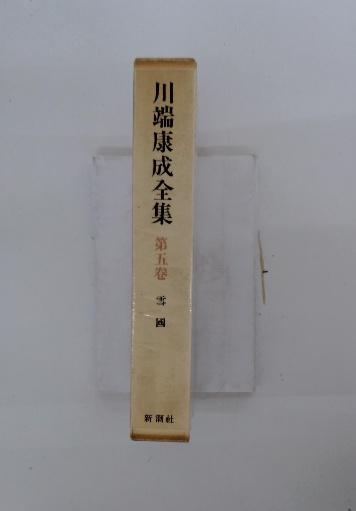 川端康成全集
第五巻
雪國
新潮社